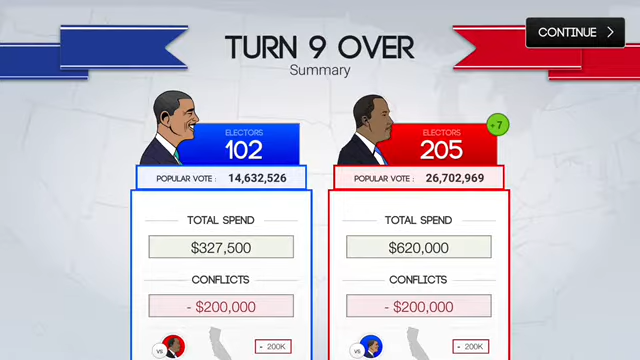 CONTINUE
TURN 9 OVER
Summary
ELECTORS
102
POPULAR VOTE : 14,632,526
TOTAL SPEND
$327,500
CONFLICTS
- $200,000
VS
- 200K
ELECTORS
205
+7
POPULAR VOTE : 26,702,969
TOTAL SPEND
$620,000
CONFLICTS
- $200,000
VS
- 200K